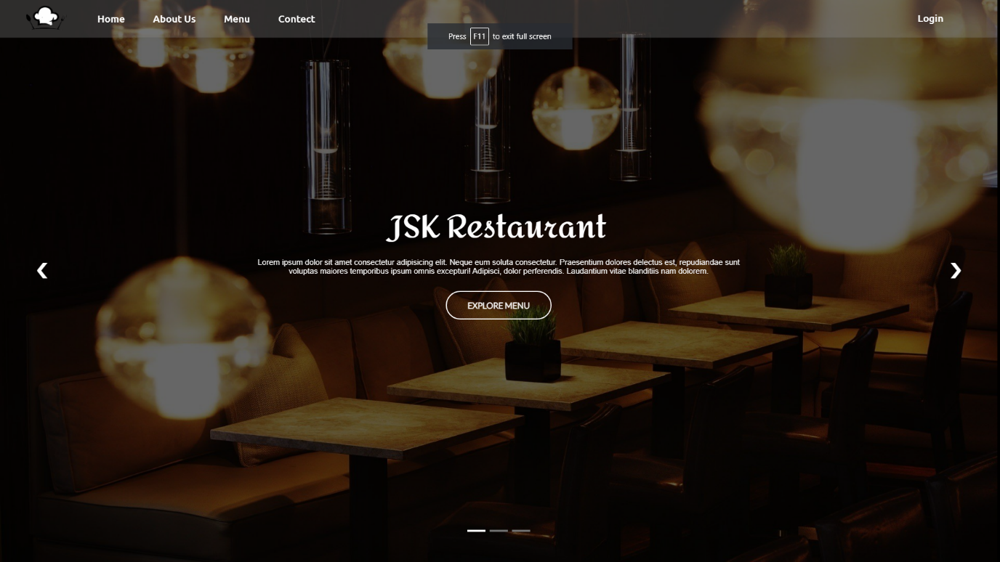 Home About Us Menu Contect Login
Press F11 to exit full screen
JSK Restaurant
Lorem ipsum dolor sit amet consectetur adipisicing elit. Neque eum soluta consectetur. Praesentium dolores delectus est, repudiandae sunt
voluptas maiores temporibus ipsum omnis excepturi! Adipisci, dolor perferendis. Laudantium vitae blanditiis nam dolorem.
EXPLORE MENU